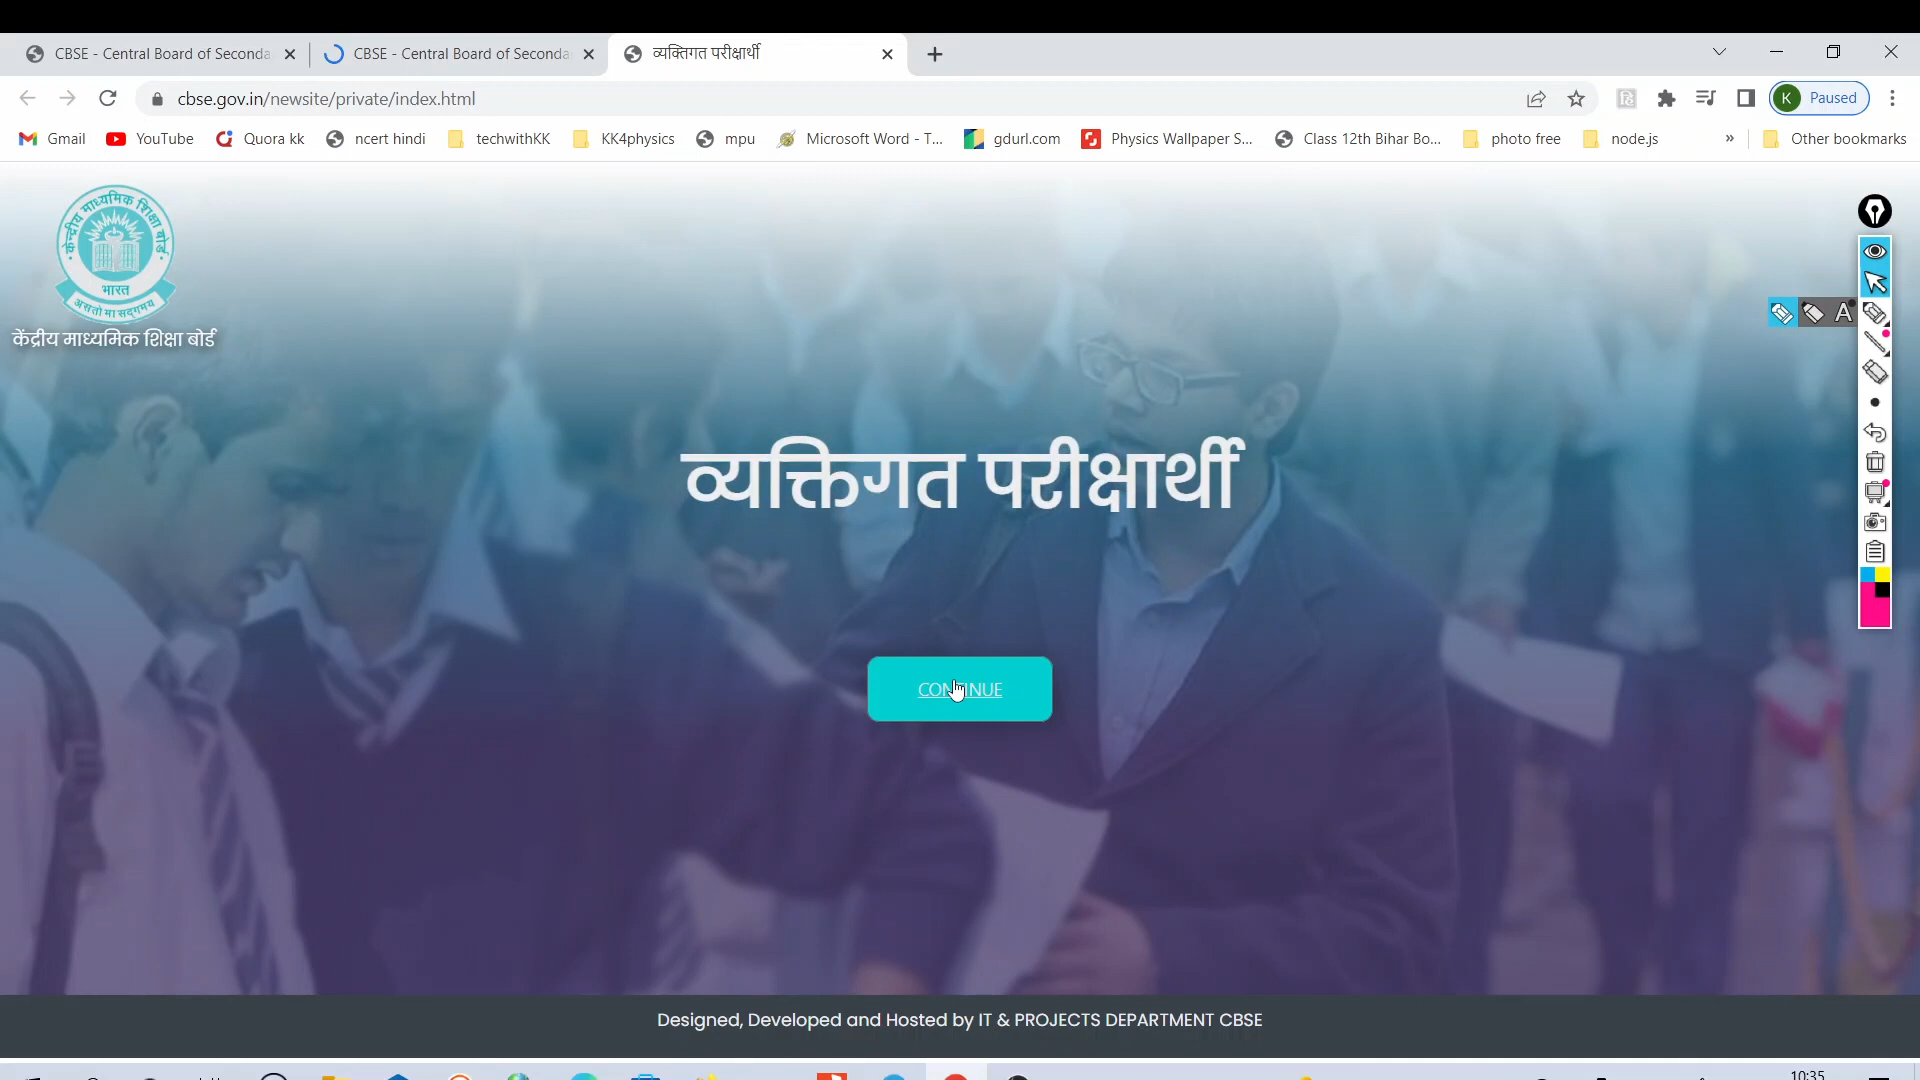 CBSE - Central Board of Seconda
CBSE - Central Board of Seconda
व्यक्तिगत परीक्षार्थी
cbse.gov.in/newsite/private/index.html
K Paused
Gmail
YouTube
Quora kk
ncert hindi
techwithKK
KK4physics
mpu
Microsoft Word - T...
gdurl.com
Physics Wallpaper S...
Class 12th Bihar Bo...
photo free
node.js
»
Other bookmarks
केन्द्रीय माध्यमिक शिक्षा बोर्ड
भारत
असतो मा सद्गमय
केंद्रीय माध्यमिक शिक्षा बोर्ड
A
व्यक्तिगत परीक्षार्थी
CONTINUE
Designed, Developed and Hosted by IT & PROJECTS DEPARTMENT CBSE
10:35